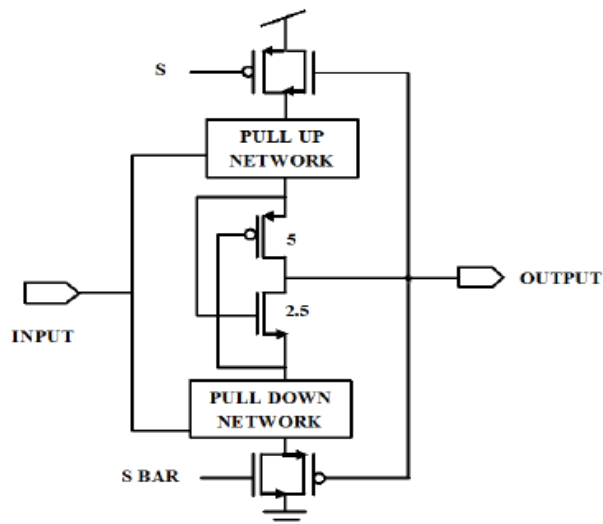 S
PULL UP
NETWORK
5
OUTPUT
2.5
INPUT
PULL DOWN
NETWORK
S BAR